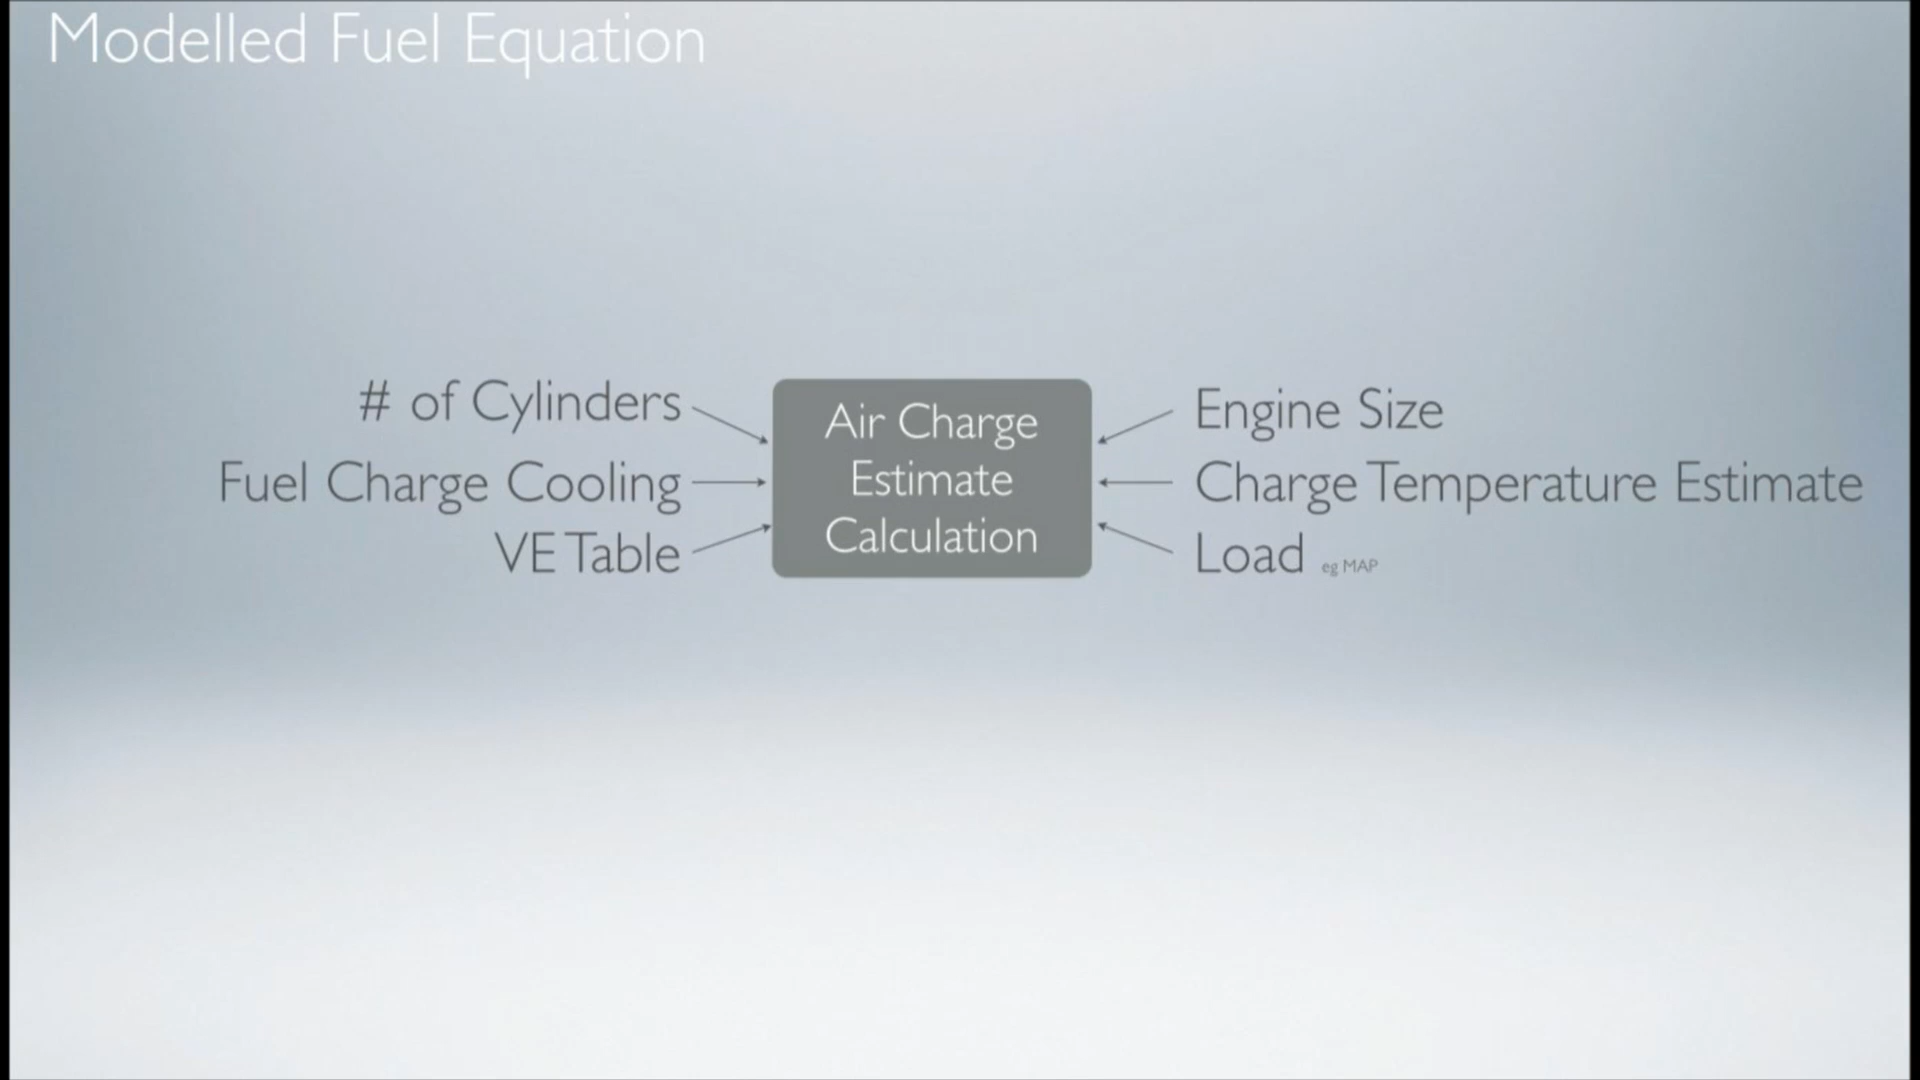 Modelled Fuel Equation
# of Cylinders
Fuel Charge Cooling
VE Table
Air Charge
Estimate
Calculation
Engine Size
Charge Temperature Estimate
Load eg MAP